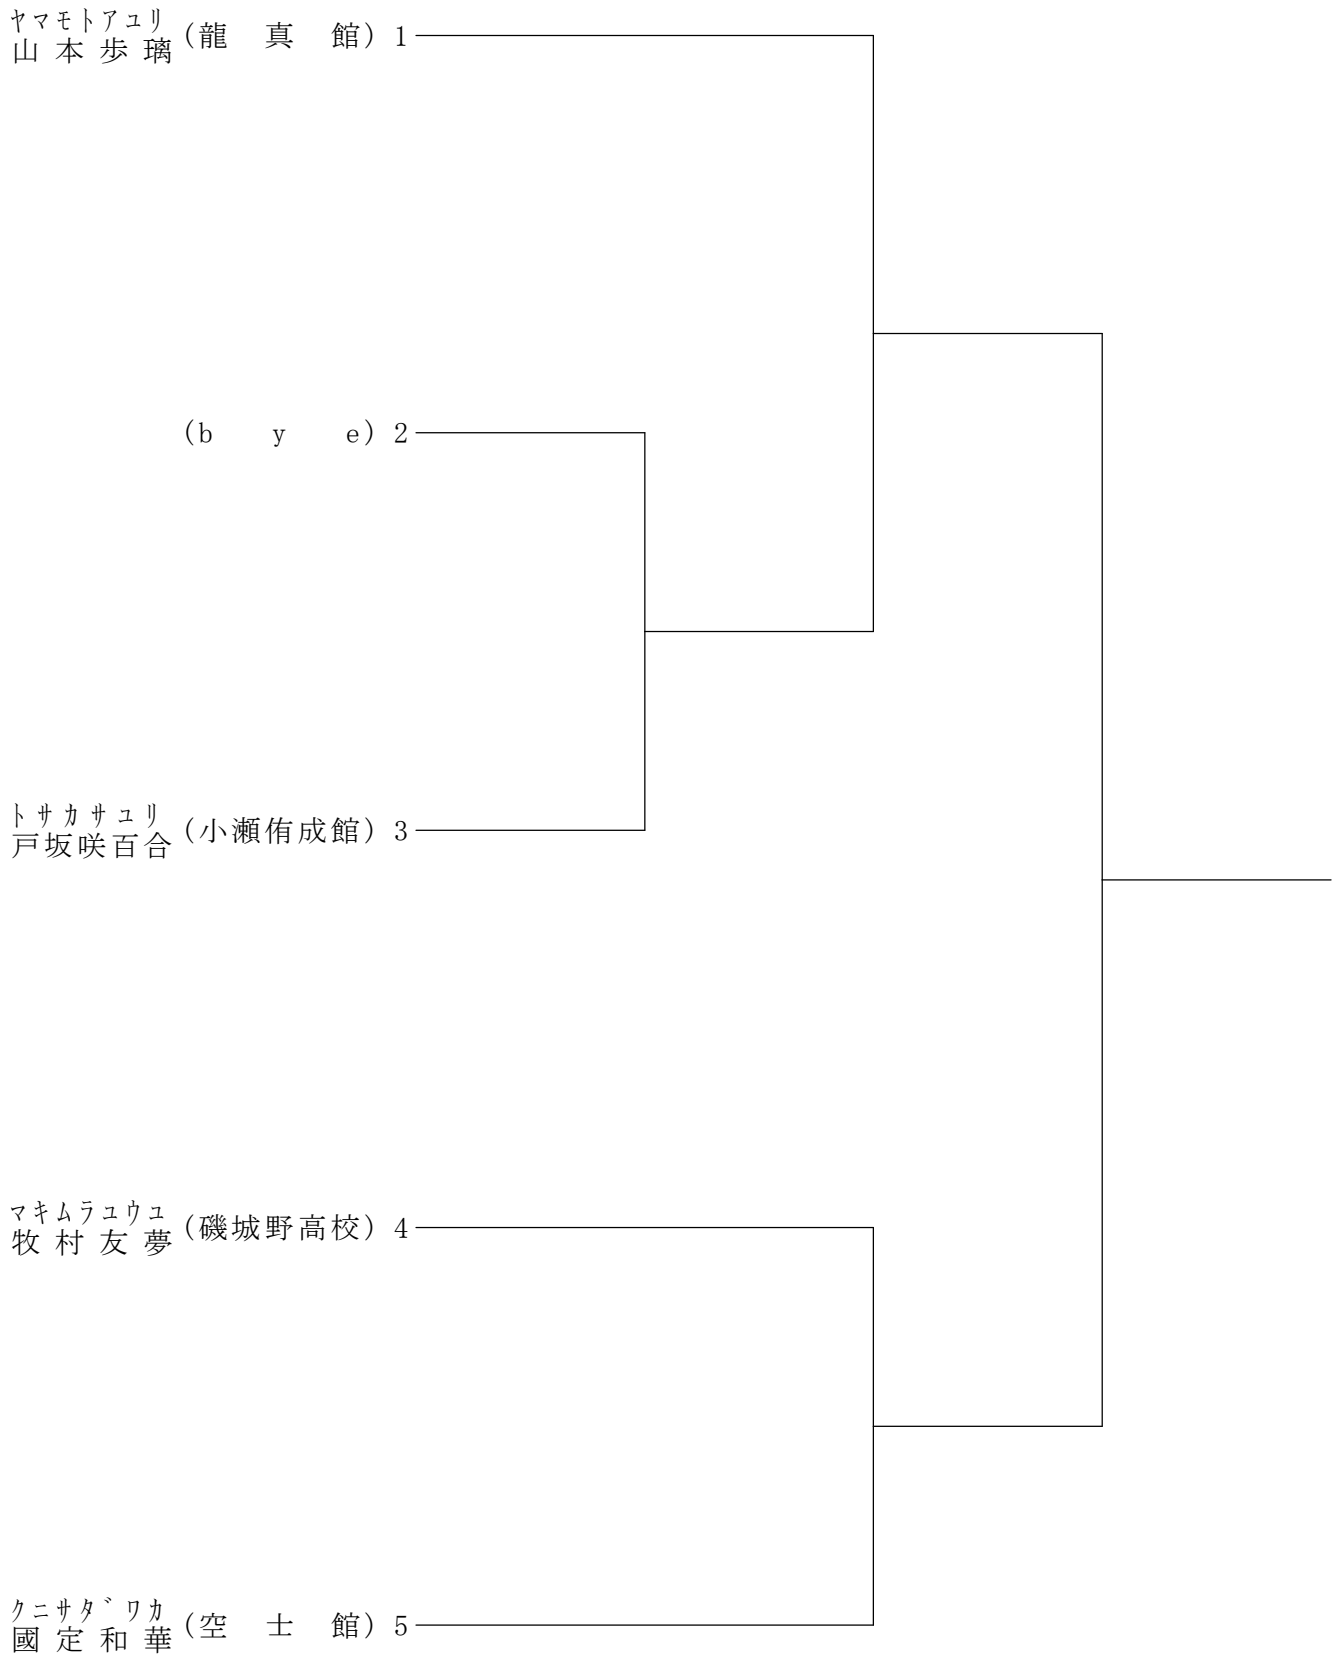 ヤマモトアユリ
山本歩璃 (龍真館) 1
(bye) 2
トサカサユリ
戸坂咲百合 (小瀬侑成館) 3
マキムラユウユ
牧村友夢 (磯城野高校) 4
クニサダワカ
國定和華 (空士館) 5